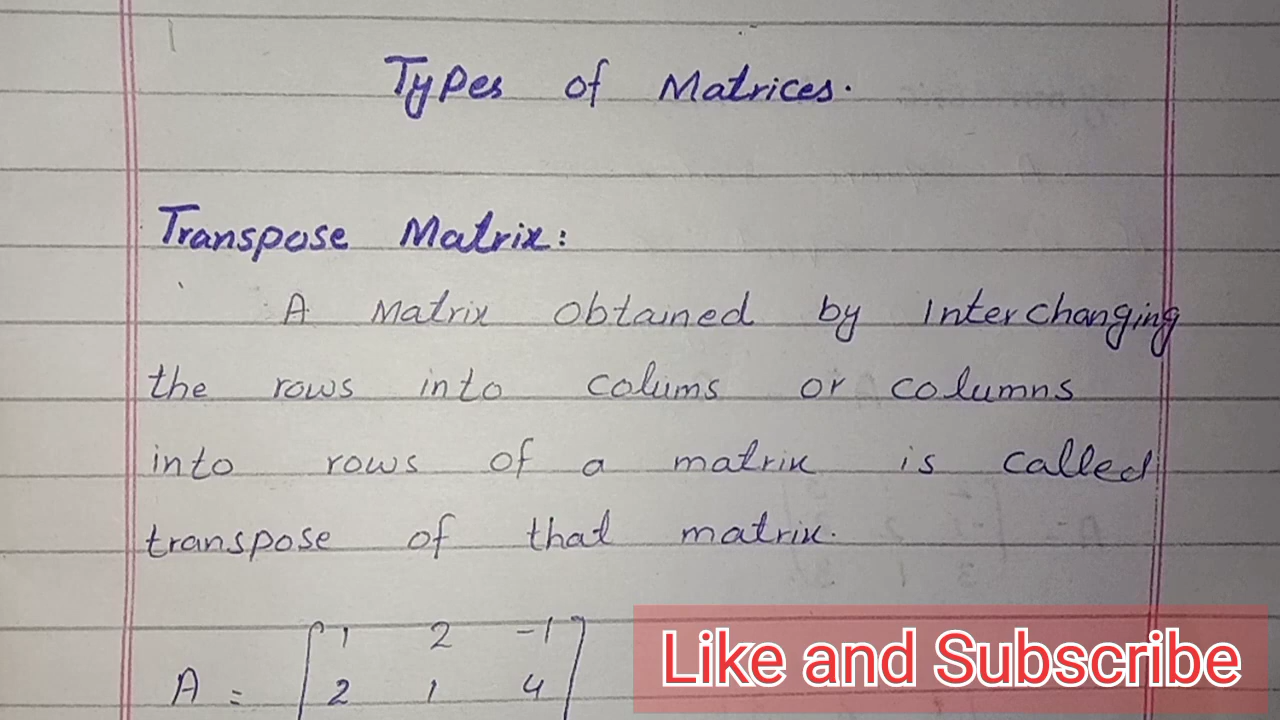 Types of Matrices.
Transpose Matrix:
A Matrix obtained by Interchanging
the rows into colums or columns
into rows of a matrix is called
transpose of that matrix.
1 2 -1
A = 2 1 4
Like and Subscribe